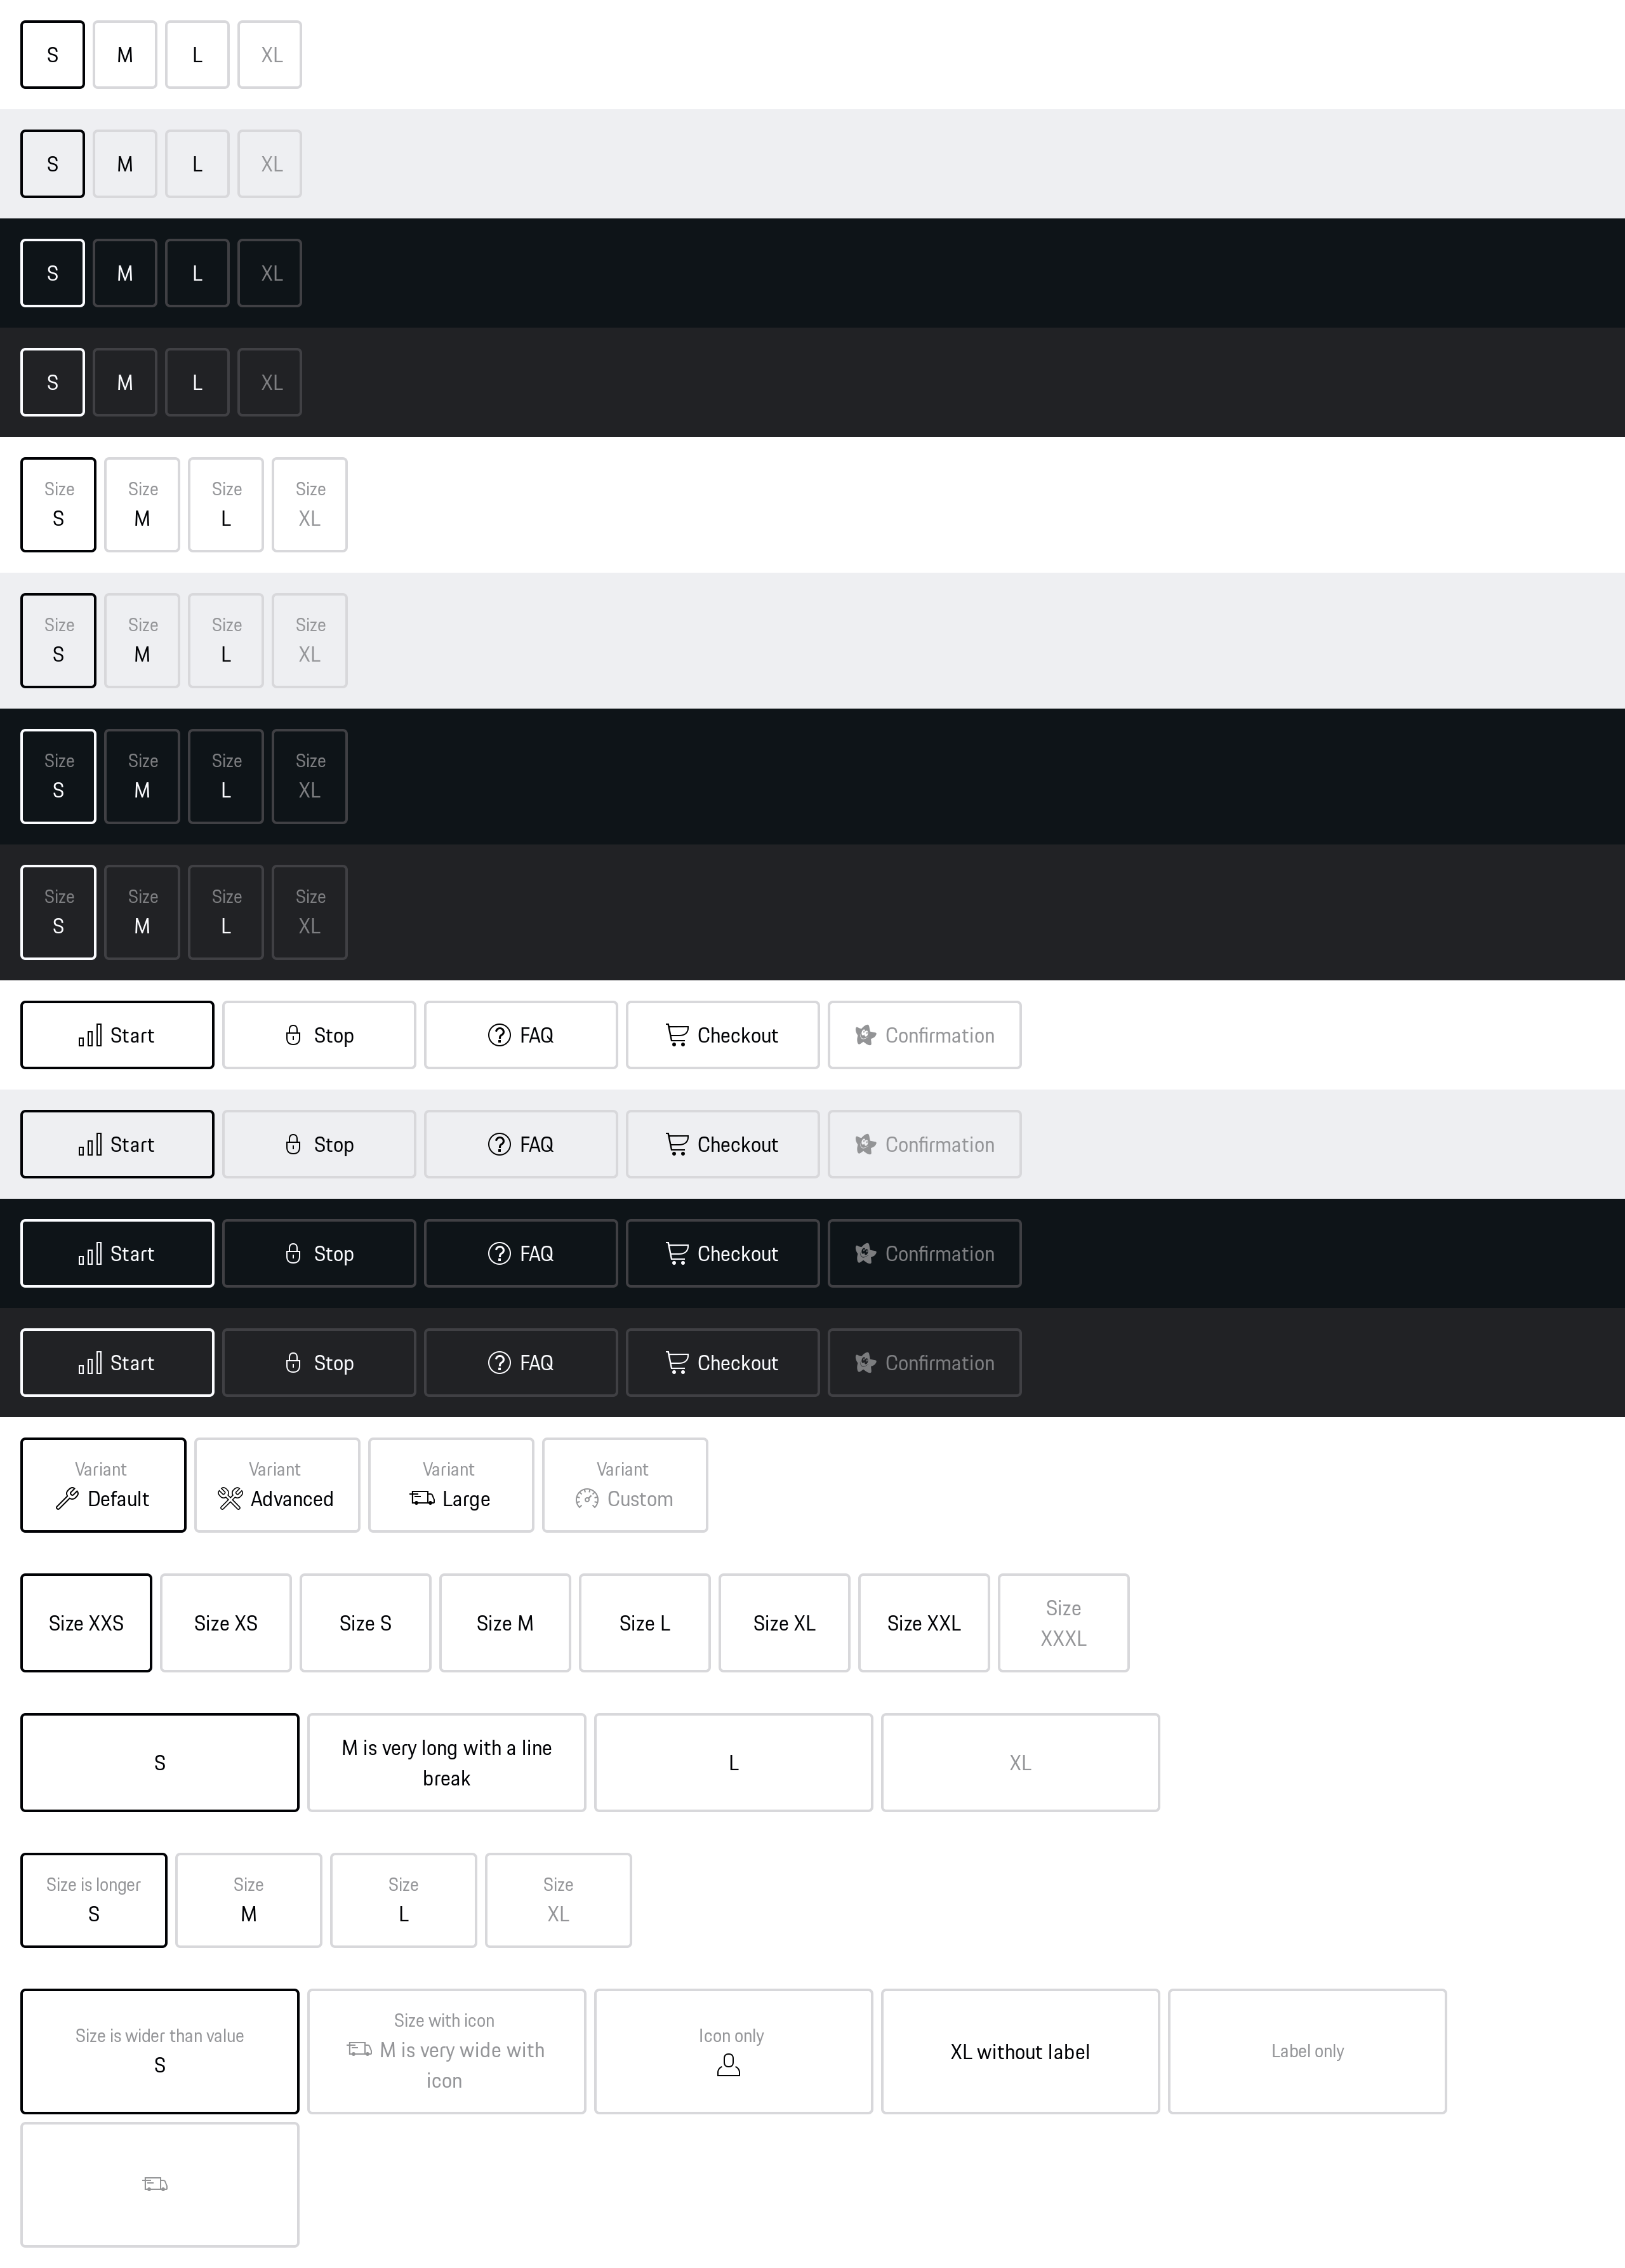 S M L XL
S M L XL
S M L XL
S M L XL
Size Size Size Size
S M L XL
Size Size Size Size
S M L XL
Size Size Size Size
S M L XL
Size Size Size Size
S M L XL
Start Stop FAQ Checkout Confirmation
Start Stop FAQ Checkout Confirmation
Start Stop FAQ Checkout Confirmation
Start Stop FAQ Checkout Confirmation
Variant Variant Variant Variant
Default Advanced Large Custom
Size XXS Size XS Size S Size M Size L Size XL Size XXL Size
XXXL
S M is very long with a line L XL
break
Size is longer Size Size Size
S M L XL
Size is wider than value
S
Size with icon
M is very wide with
icon
Icon only
XL without label
Label only